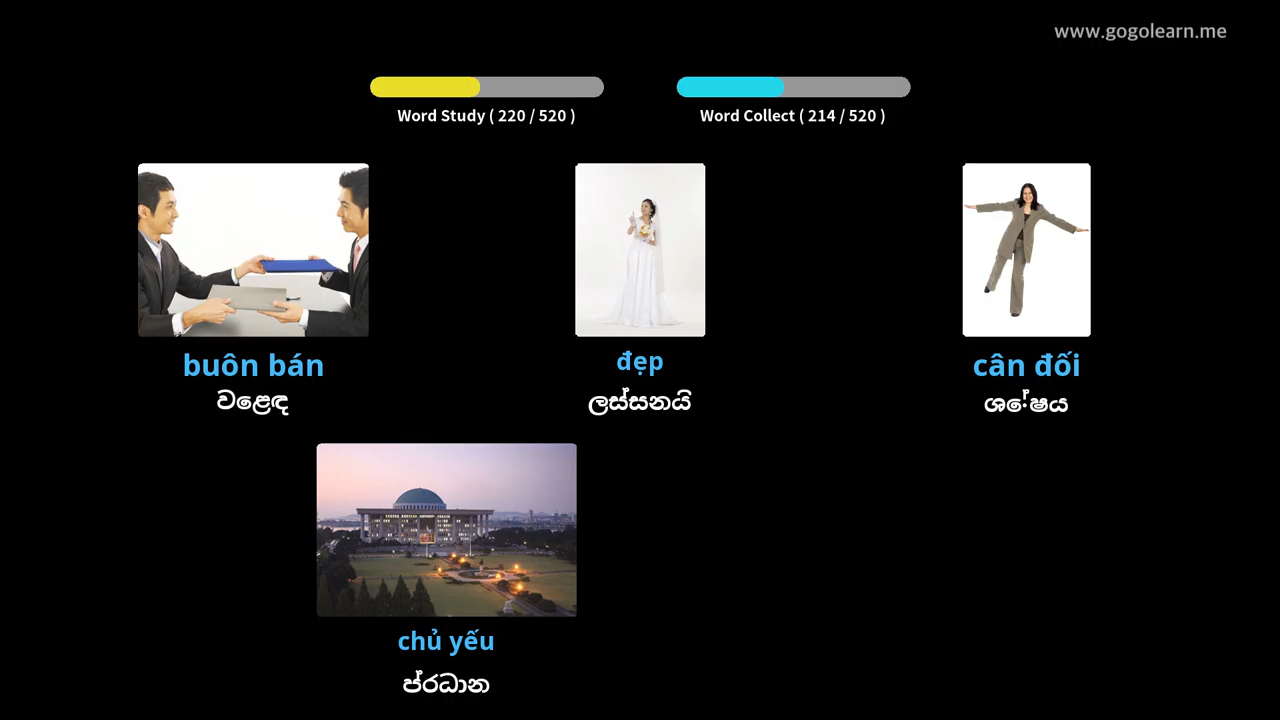 www.gogolearn.me
Word Study ( 220 / 520 )
Word Collect ( 214 / 520 )
buôn bán
වළෙඳ
đẹp
ලස්සනයි
cân đối
chủ yếu
ප්රධාන